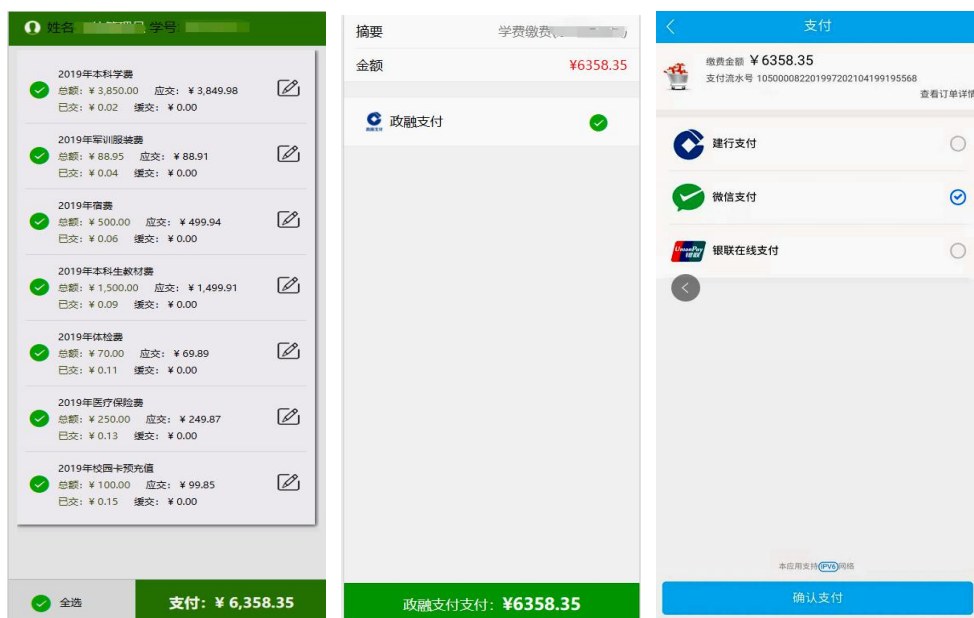 姓名 学号:
2019年本科学费
总额: ¥ 3,850.00 应交: ¥ 3,849.98
已交: ¥ 0.02 缓交: ¥ 0.00
2019年军训服装费
总额: ¥ 88.95 应交: ¥ 88.91
已交: ¥ 0.04 缓交: ¥ 0.00
2019年宿费
总额: ¥ 500.00 应交: ¥ 499.94
已交: ¥ 0.06 缓交: ¥ 0.00
2019年本科生教材费
总额: ¥ 1,500.00 应交: ¥ 1,499.91
已交: ¥ 0.09 缓交: ¥ 0.00
2019年体检费
总额: ¥ 70.00 应交: ¥ 69.89
已交: ¥ 0.11 缓交: ¥ 0.00
2019年医疗保险费
总额: ¥ 250.00 应交: ¥ 249.87
已交: ¥ 0.13 缓交: ¥ 0.00
2019年校园卡预充值
总额: ¥ 100.00 应交: ¥ 99.85
已交: ¥ 0.15 缓交: ¥ 0.00
全选 支付: ¥ 6,358.35
摘要 学费缴费(
金额 ¥6358.35
政融支付
政融支付支付: ¥6358.35
支付
缴费金额 ¥6358.35
支付流水号 1050000822019972021041991 95568
查看订单详情
建行支付
微信支付
UnionPay 银联 银联在线支付
本应用支持IPV6网络
确认支付